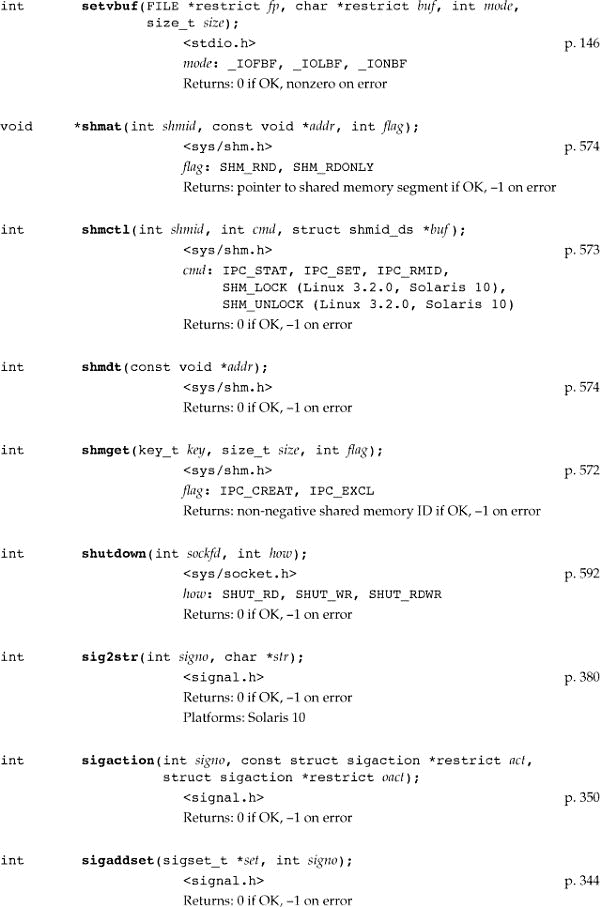 int setvbuf(FILE *restrict fp, char *restrict buf, int mode,
size_t size);
<stdio.h> p. 146
mode: _IOFBF, _IOLBF, _IONBF
Returns: 0 if OK, nonzero on error
void *shmat(int shmid, const void *addr, int flag);
<sys/shm.h> p. 574
flag: SHM_RND, SHM_RDONLY
Returns: pointer to shared memory segment if OK, –1 on error
int shmctl(int shmid, int cmd, struct shmid_ds *buf);
<sys/shm.h> p. 573
cmd: IPC_STAT, IPC_SET, IPC_RMID,
SHM_LOCK (Linux 3.2.0, Solaris 10),
SHM_UNLOCK (Linux 3.2.0, Solaris 10)
Returns: 0 if OK, –1 on error
int shmdt(const void *addr);
<sys/shm.h> p. 574
Returns: 0 if OK, –1 on error
int shmget(key_t key, size_t size, int flag);
<sys/shm.h> p. 572
flag: IPC_CREAT, IPC_EXCL
Returns: non-negative shared memory ID if OK, –1 on error
int shutdown(int sockfd, int how);
<sys/socket.h> p. 592
how: SHUT_RD, SHUT_WR, SHUT_RDWR
Returns: 0 if OK, –1 on error
int sig2str(int signo, char *str);
<signal.h> p. 380
Returns: 0 if OK, –1 on error
Platforms: Solaris 10
int sigaction(int signo, const struct sigaction *restrict act,
struct sigaction *restrict oact);
<signal.h> p. 350
Returns: 0 if OK, –1 on error
int sigaddset(sigset_t *set, int signo);
<signal.h> p. 344
Returns: 0 if OK, –1 on error